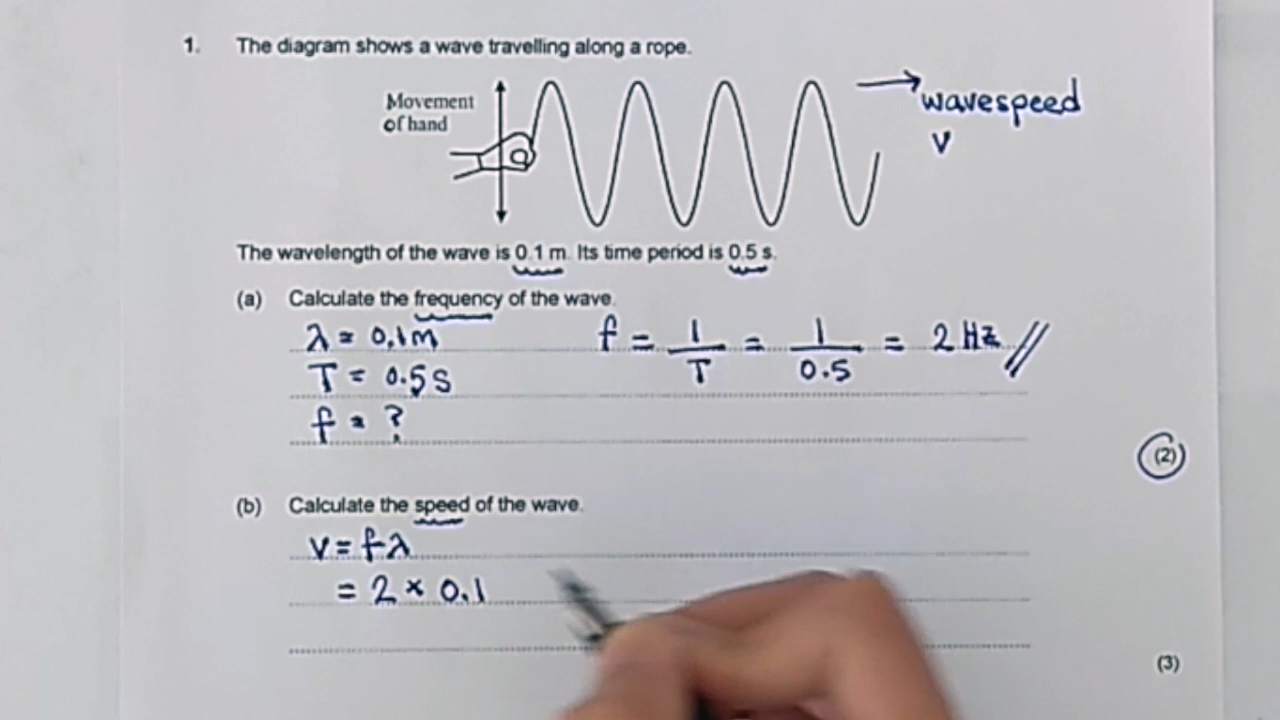 1. The diagram shows a wave travelling along a rope.
Movement
of hand
wavespeed
v
The wavelength of the wave is 0.1 m. Its time period is 0.5 s.
(a) Calculate the frequency of the wave.
λ = 0.1m
f = 1/T = 1/0.5 = 2 Hz //
T = 0.5 s
f = ?
(2)
(b) Calculate the speed of the wave.
v = fλ
= 2 × 0.1
(3)